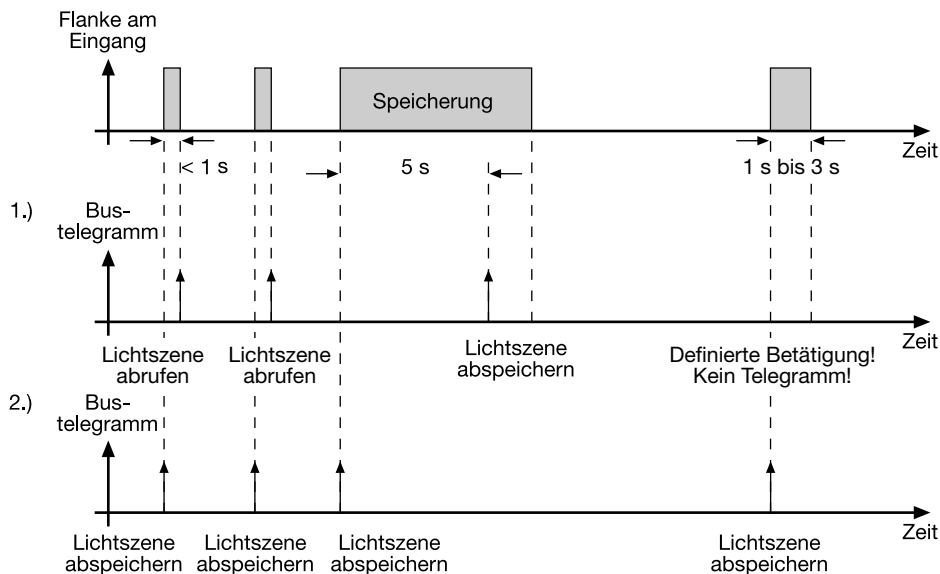 Flanke am
Eingang
Speicherung
Zeit
< 1 s
5 s
1 s bis 3 s
1.)
Bus-
telegramm
Zeit
Lichtszene
abrufen
Lichtszene
abrufen
Lichtszene
abspeichern
Definierte Betätigung!
Kein Telegramm!
2.)
Bus-
telegramm
Zeit
Lichtszene
abspeichern
Lichtszene
abspeichern
Lichtszene
abspeichern
Lichtszene
abspeichern